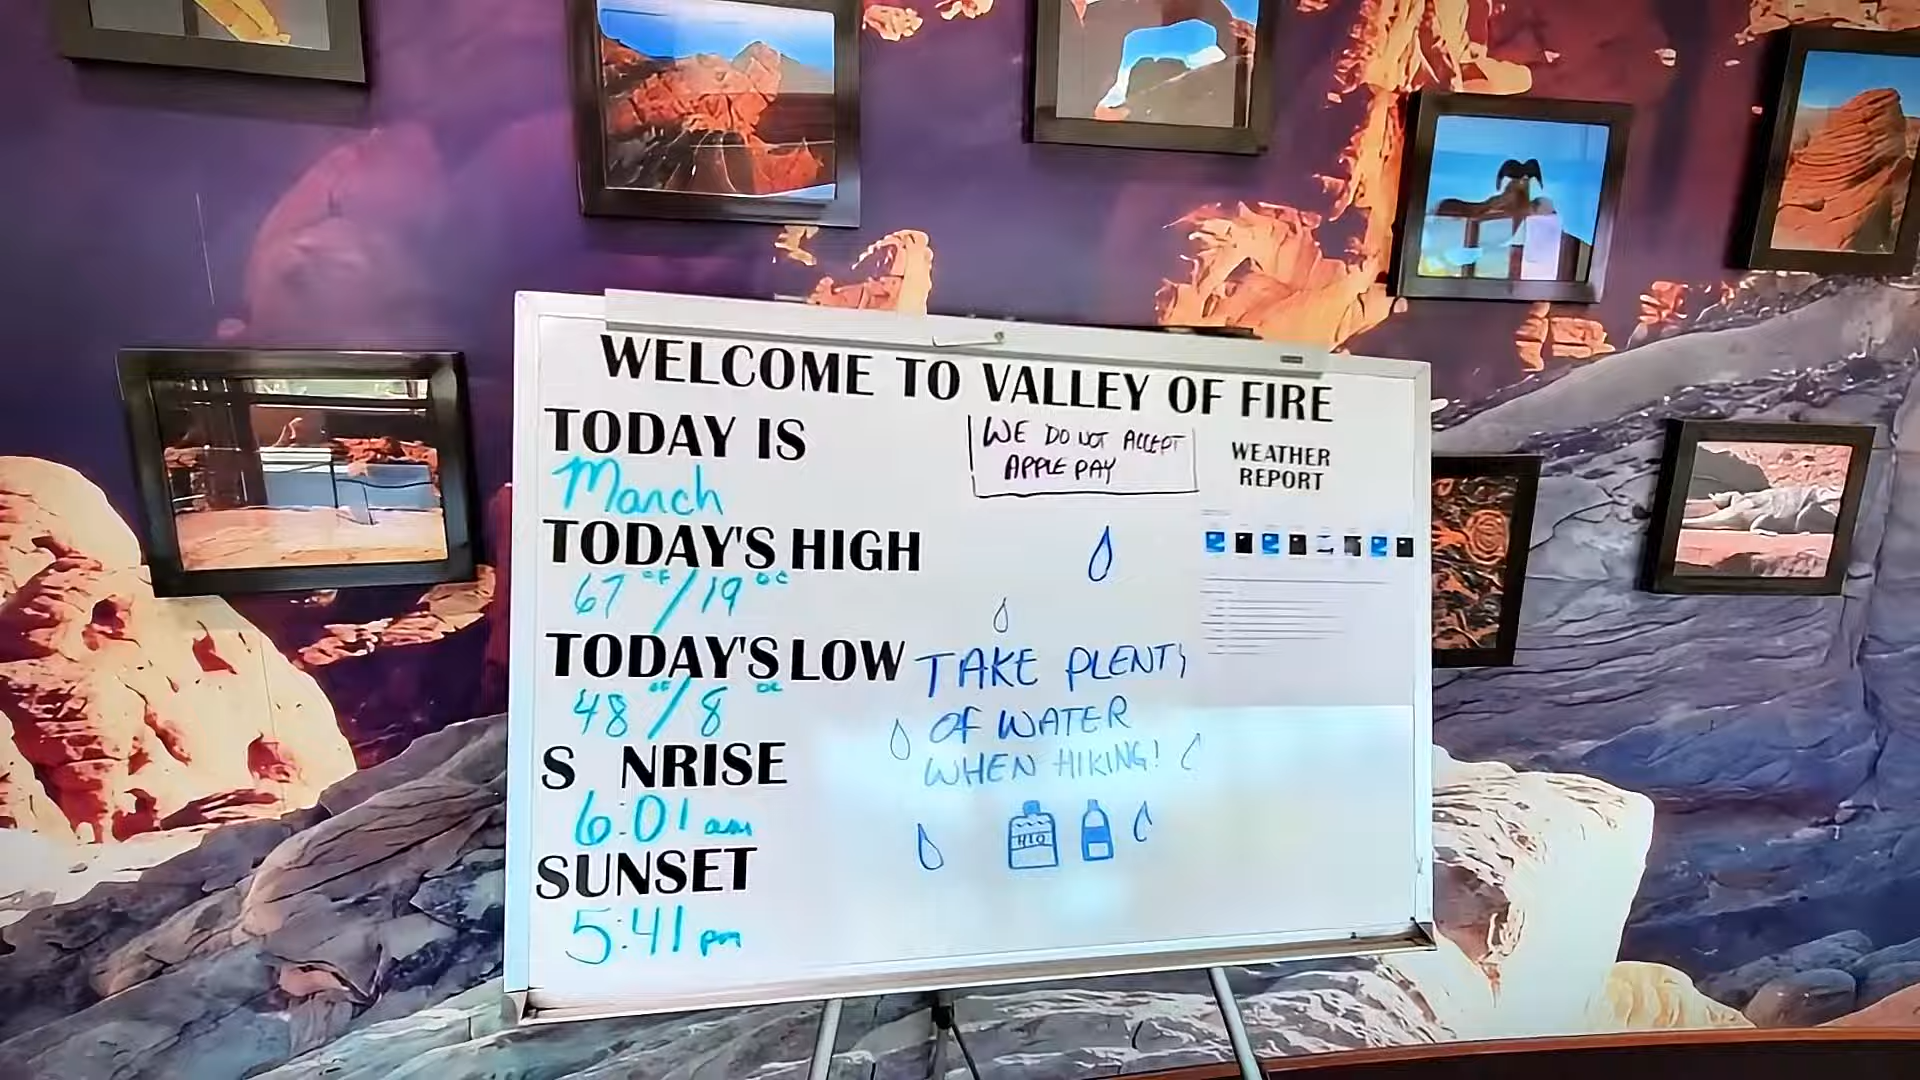 WELCOME TO VALLEY OF FIRE
TODAY IS
March
WE DO NOT ACCEPT
APPLE PAY
WEATHER
REPORT
TODAY'S HIGH
67°F/19°C
TODAY'S LOW
48°F/8°C
TAKE PLENTY
OF WATER
WHEN HIKING!
S NRISE
6:01 am
H2O
SUNSET
5:41 pm